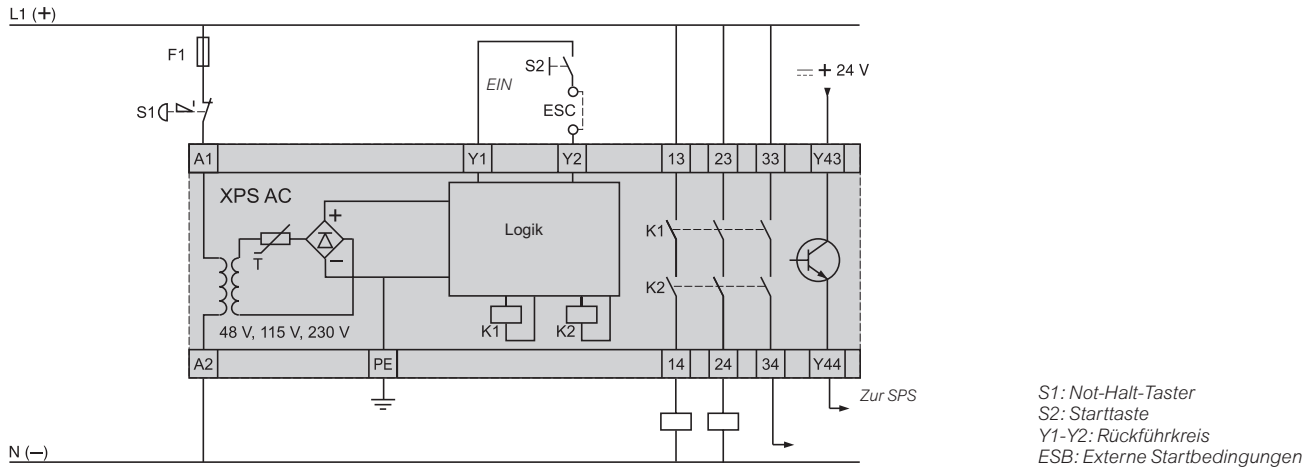 L1 (+)
F1
S1
S2
EIN
ESC
+ 24 V
A1
Y1
Y2
13
23
33
Y43
XPS AC
+
−
T
Logik
K1
K2
K1
K2
48 V, 115 V, 230 V
A2
PE
14
24
34
Y44
Zur SPS
N (−)
S1: Not-Halt-Taster
S2: Starttaste
Y1-Y2: Rückführkreis
ESB: Externe Startbedingungen